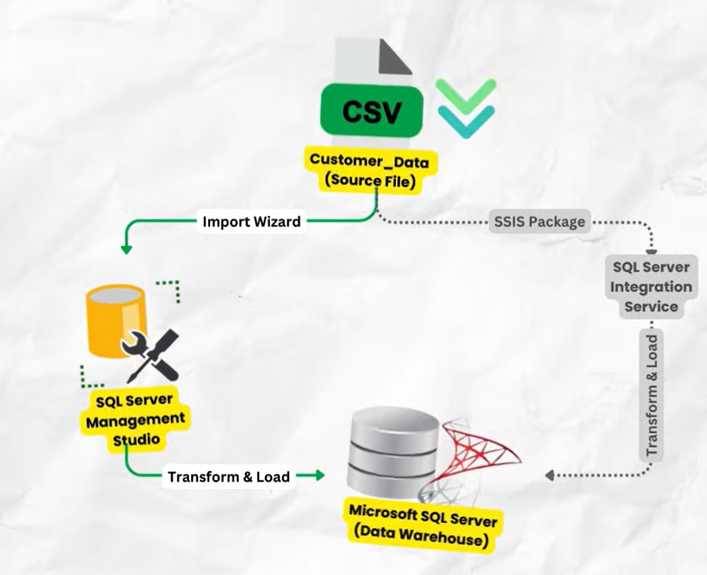 CSV
Customer_Data
(Source File)
Import Wizard
SSIS Package
SQL Server
Integration
Service
SQL Server
Management
Studio
Transform & Load
Transform & Load
Microsoft SQL Server
(Data Warehouse)